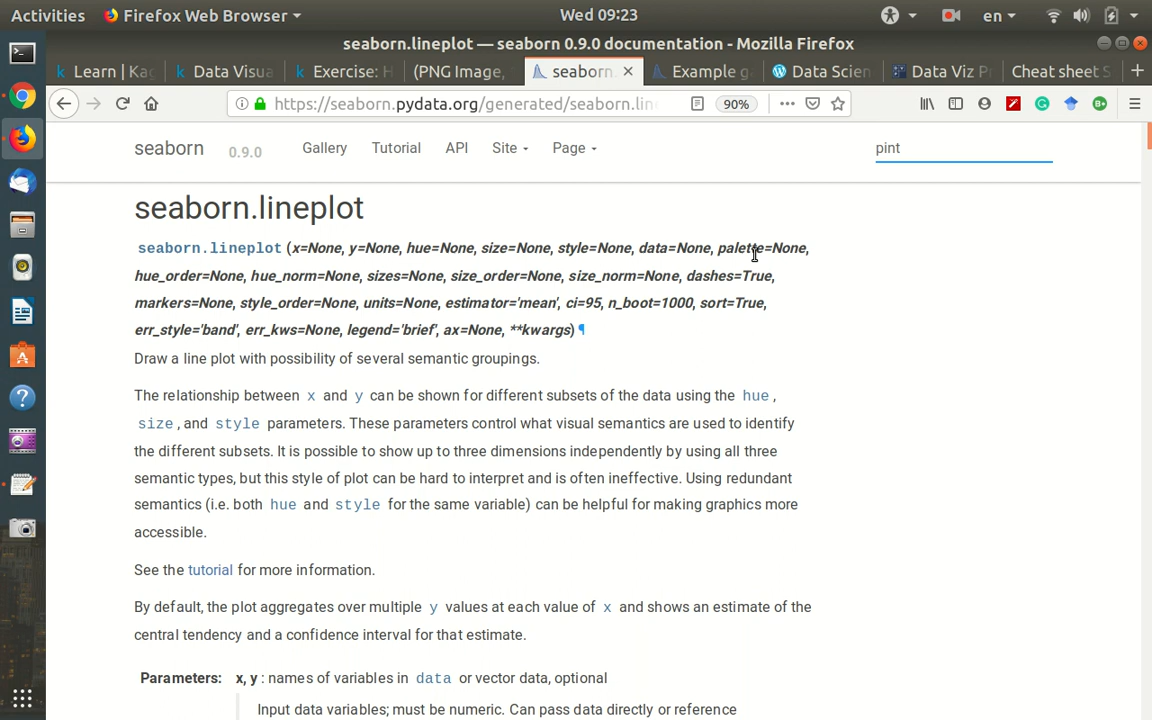 Activities Firefox Web Browser Wed 09:23 en
seaborn.lineplot — seaborn 0.9.0 documentation - Mozilla Firefox
Learn | Kag Data Visua Exercise: H (PNG Image, seaborn. Example g Data Scien Data Viz Pr Cheat sheet S
https://seaborn.pydata.org/generated/seaborn.lin 90%
seaborn 0.9.0 Gallery Tutorial API Site Page pint
seaborn.lineplot
seaborn.lineplot (x=None, y=None, hue=None, size=None, style=None, data=None, palette=None,
hue_order=None, hue_norm=None, sizes=None, size_order=None, size_norm=None, dashes=True,
markers=None, style_order=None, units=None, estimator='mean', ci=95, n_boot=1000, sort=True,
err_style='band', err_kws=None, legend='brief', ax=None, **kwargs) ¶
Draw a line plot with possibility of several semantic groupings.
The relationship between x and y can be shown for different subsets of the data using the hue ,
size , and style parameters. These parameters control what visual semantics are used to identify
the different subsets. It is possible to show up to three dimensions independently by using all three
semantic types, but this style of plot can be hard to interpret and is often ineffective. Using redundant
semantics (i.e. both hue and style for the same variable) can be helpful for making graphics more
accessible.
See the tutorial for more information.
By default, the plot aggregates over multiple y values at each value of x and shows an estimate of the
central tendency and a confidence interval for that estimate.
Parameters: x, y : names of variables in data or vector data, optional
Input data variables; must be numeric. Can pass data directly or reference